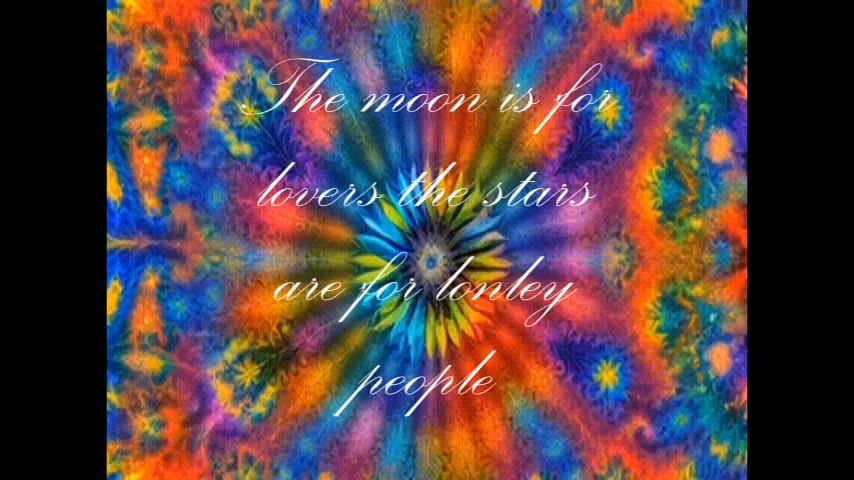 The moon is for
lovers the stars
are for lonley
people